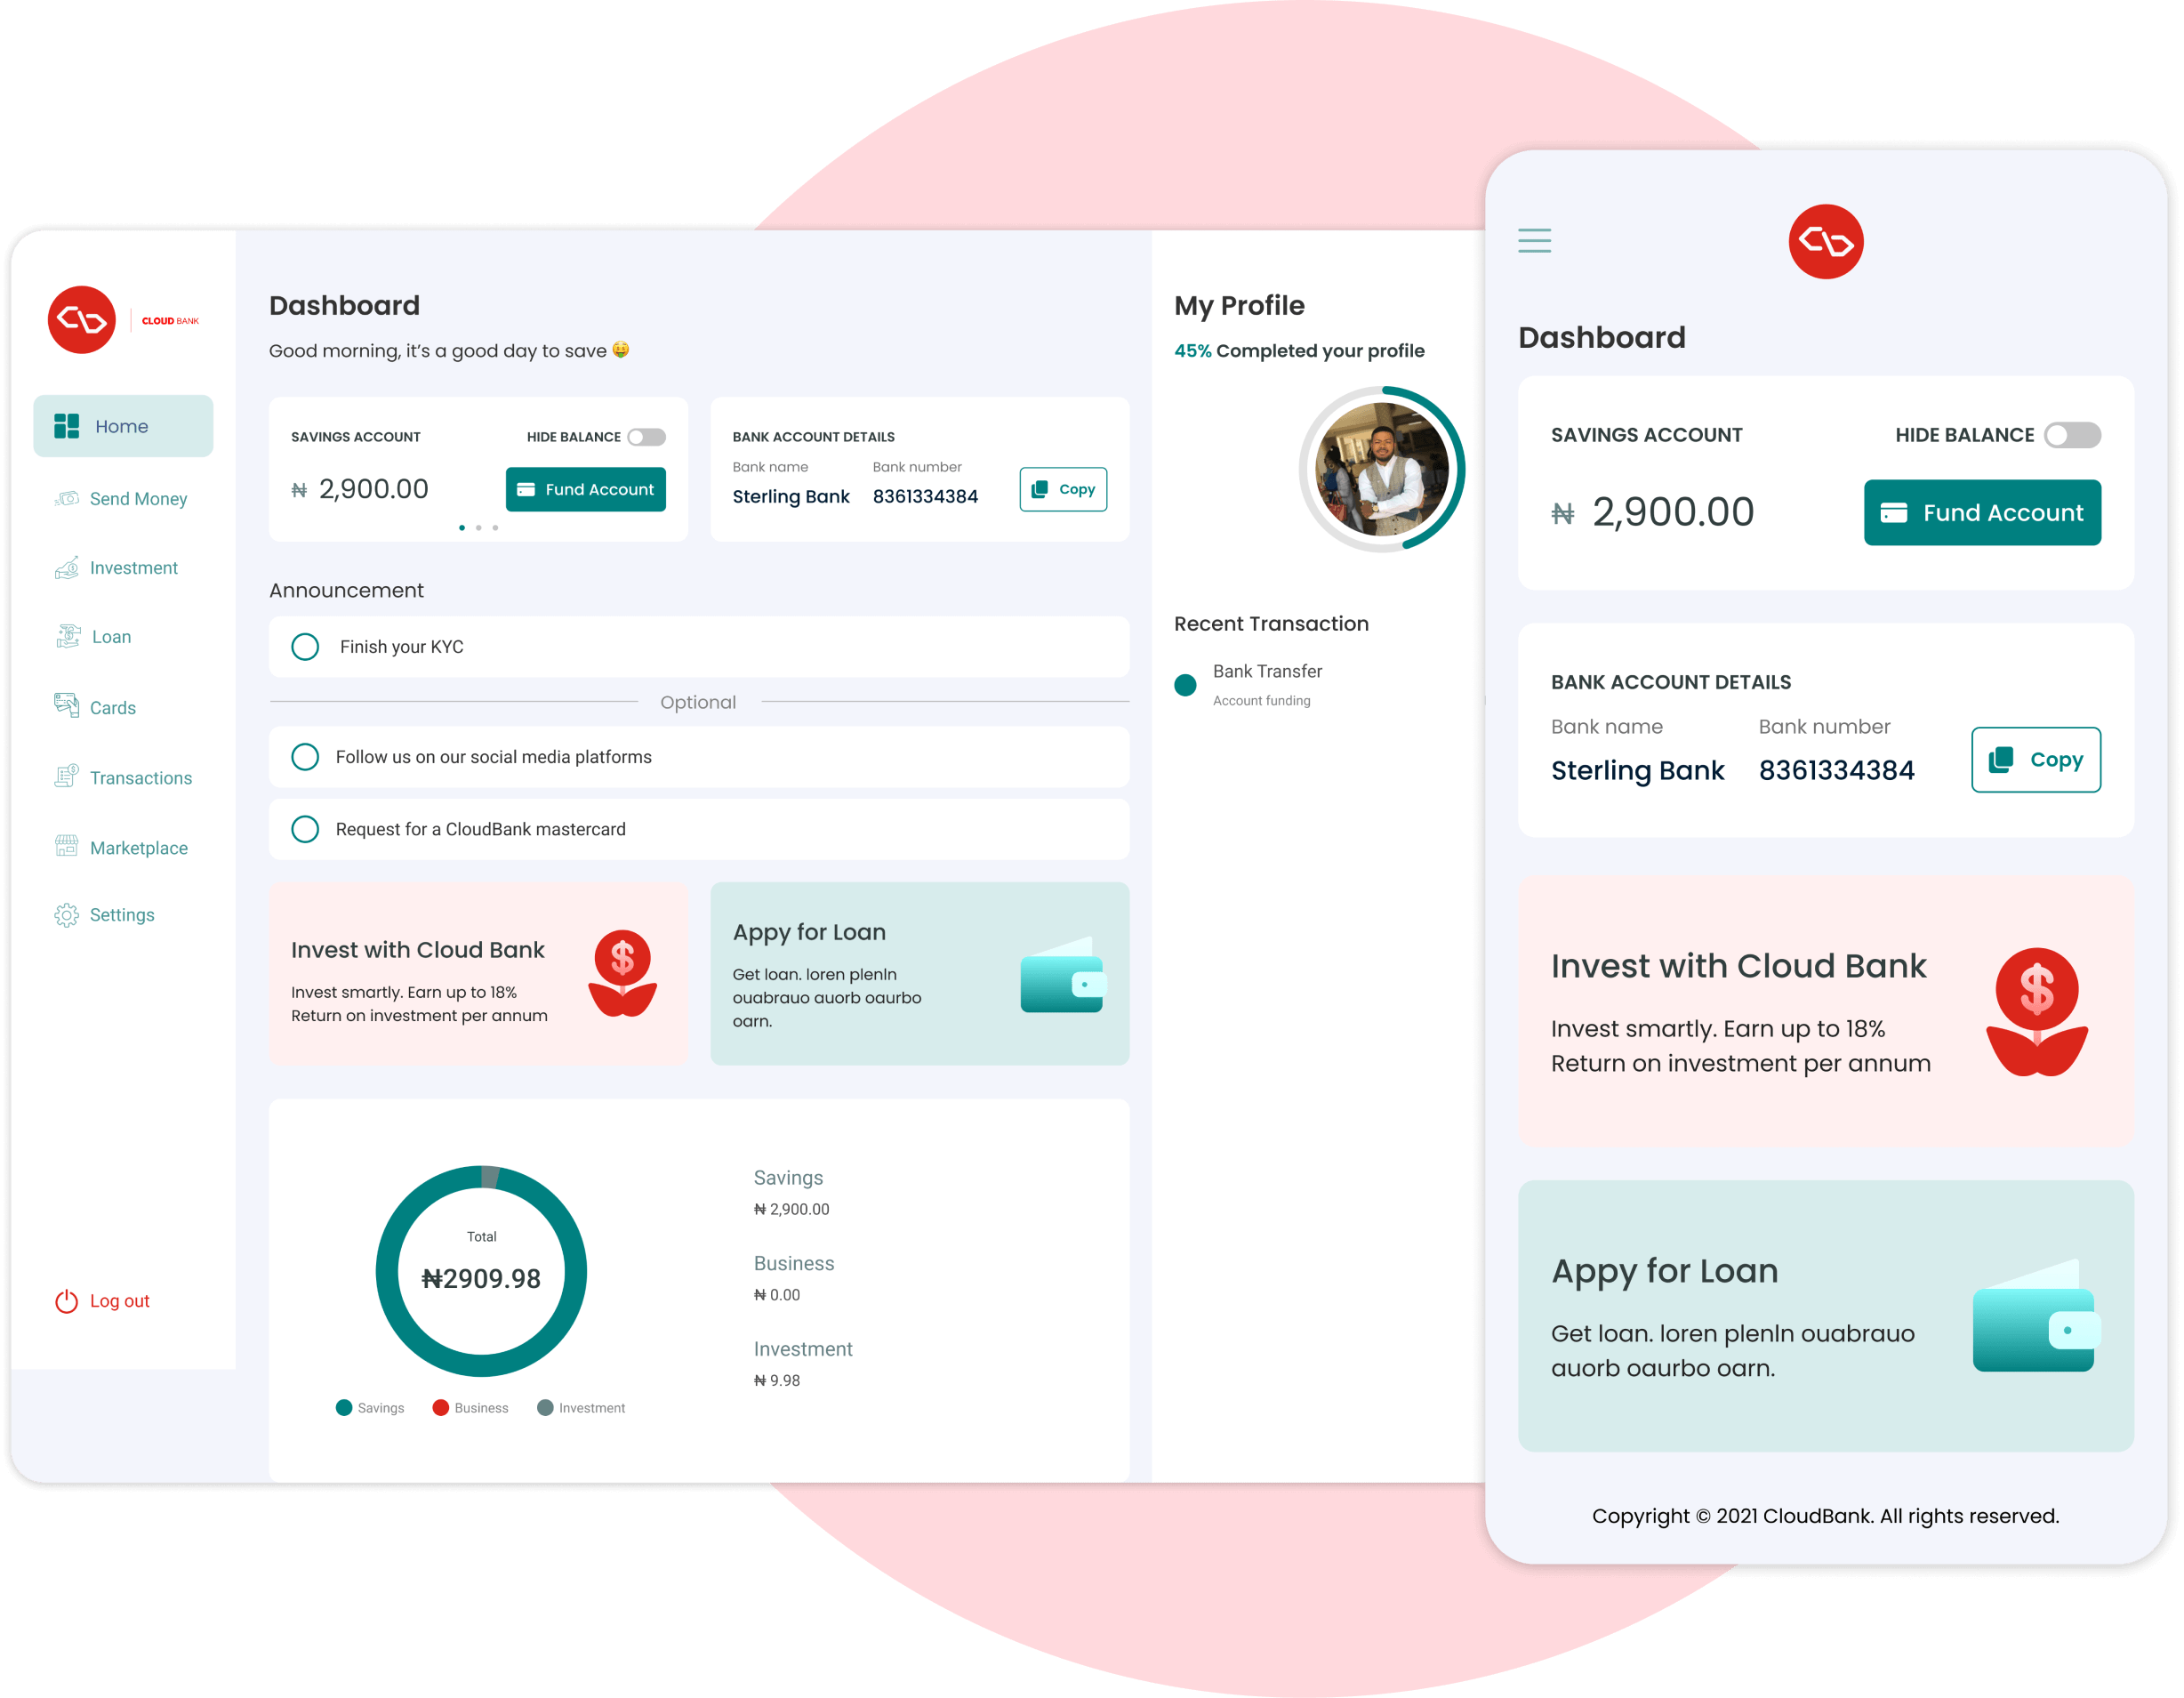 CLOUD BANK
Home
Send Money
Investment
Loan
Cards
Transactions
Marketplace
Settings
Log out
Dashboard
Good morning, it’s a good day to save 🤑
SAVINGS ACCOUNT
HIDE BALANCE
₦ 2,900.00
Fund Account
BANK ACCOUNT DETAILS
Bank name
Bank number
Sterling Bank
8361334384
Copy
Announcement
Finish your KYC
Optional
Follow us on our social media platforms
Request for a CloudBank mastercard
Invest with Cloud Bank
Invest smartly. Earn up to 18%
Return on investment per annum
Appy for Loan
Get loan. loren plenln
ouabrauo auorb oaurbo
oarn.
Total
₦2909.98
Savings
Business
Investment
Savings
₦ 2,900.00
Business
₦ 0.00
Investment
₦ 9.98
My Profile
45% Completed your profile
Recent Transaction
Bank Transfer
Account funding
Dashboard
SAVINGS ACCOUNT
HIDE BALANCE
₦ 2,900.00
Fund Account
BANK ACCOUNT DETAILS
Bank name
Bank number
Sterling Bank
8361334384
Copy
Invest with Cloud Bank
Invest smartly. Earn up to 18%
Return on investment per annum
Appy for Loan
Get loan. loren plenln ouabrauo
auorb oaurbo oarn.
Copyright © 2021 CloudBank. All rights reserved.